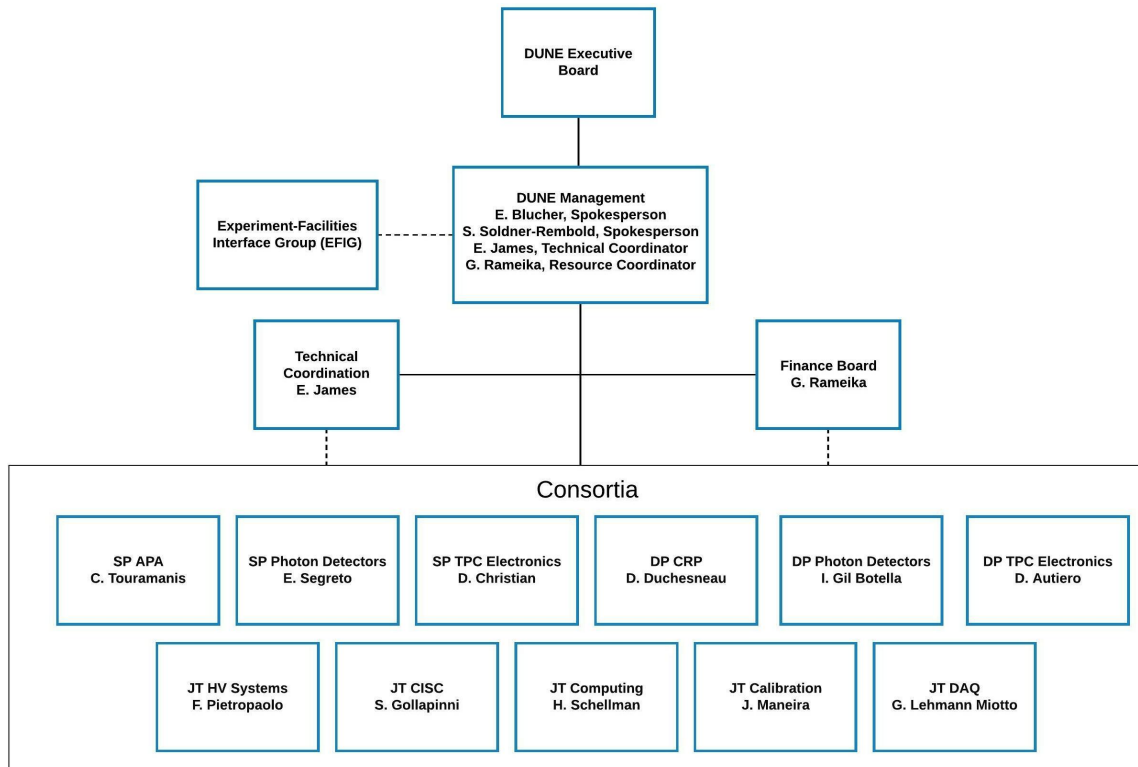 DUNE Executive
Board
DUNE Management
E. Blucher, Spokesperson
S. Soldner-Rembold, Spokesperson
E. James, Technical Coordinator
G. Rameika, Resource Coordinator
Experiment-Facilities
Interface Group (EFIG)
Technical
Coordination
E. James
Finance Board
G. Rameika
Consortia
SP APA
C. Touramanis
SP Photon Detectors
E. Segreto
SP TPC Electronics
D. Christian
DP CRP
D. Duchesneau
DP Photon Detectors
I. Gil Botella
DP TPC Electronics
D. Autiero
JT HV Systems
F. Pietropaolo
JT CISC
S. Gollapinni
JT Computing
H. Schellman
JT Calibration
J. Maneira
JT DAQ
G. Lehmann Miotto